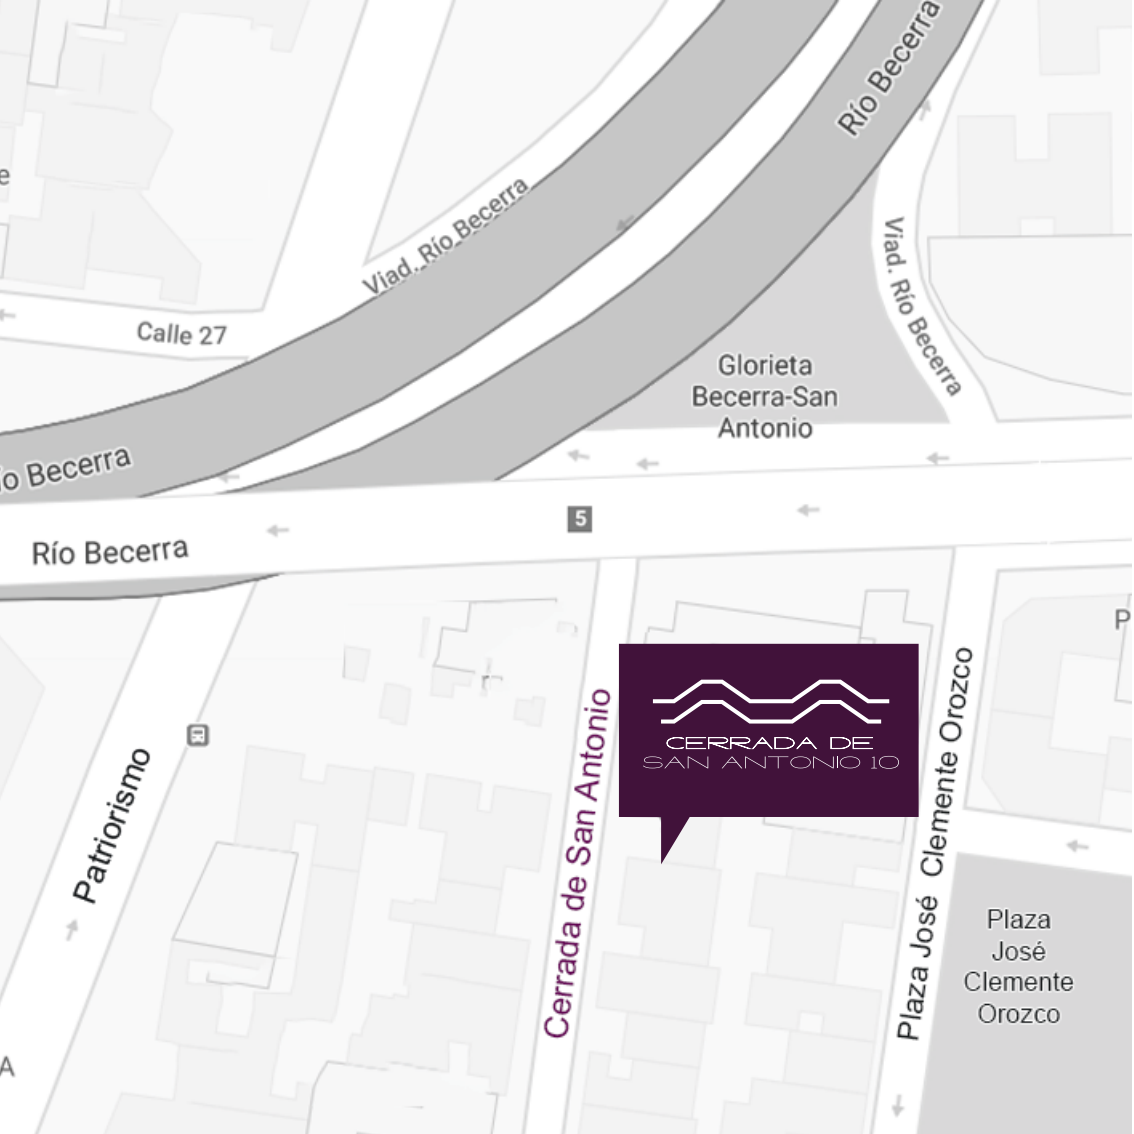 Río Becerra
Viad. Río Becerra
e
Viad. Río Becerra
Calle 27
Glorieta
Becerra-San
Antonio
ío Becerra
5
Río Becerra
P
CERRADA DE
SAN ANTONIO 10
Cerrada de San Antonio
Plaza José Clemente Orozco
Patriorismo
Plaza
José
Clemente
Orozco
A